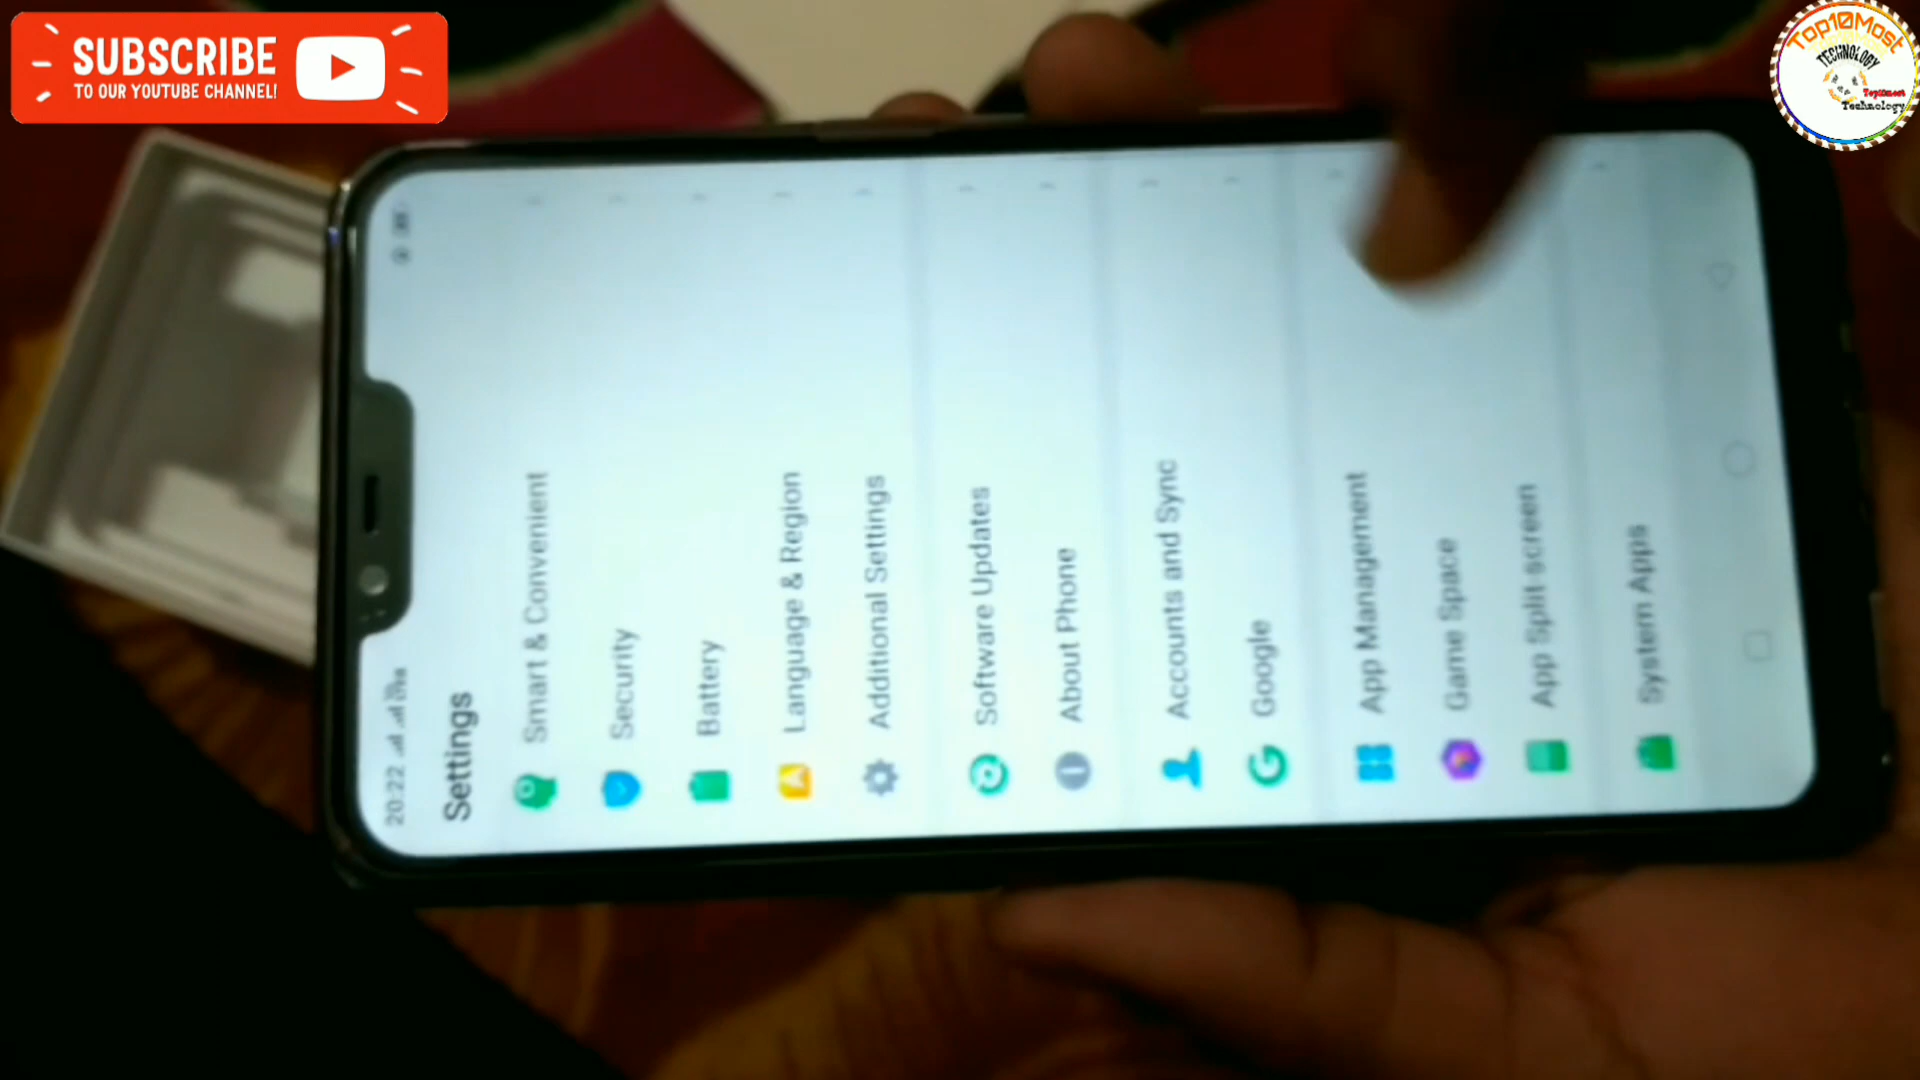 SUBSCRIBE
TO OUR YOUTUBE CHANNEL!
Top10Most
TECHNOLOGY
Top10most
Technology
20:22
Settings
Smart & Convenient
Security
Battery
Language & Region
Additional Settings
Software Updates
About Phone
Accounts and Sync
Google
App Management
Game Space
App Split-screen
System Apps